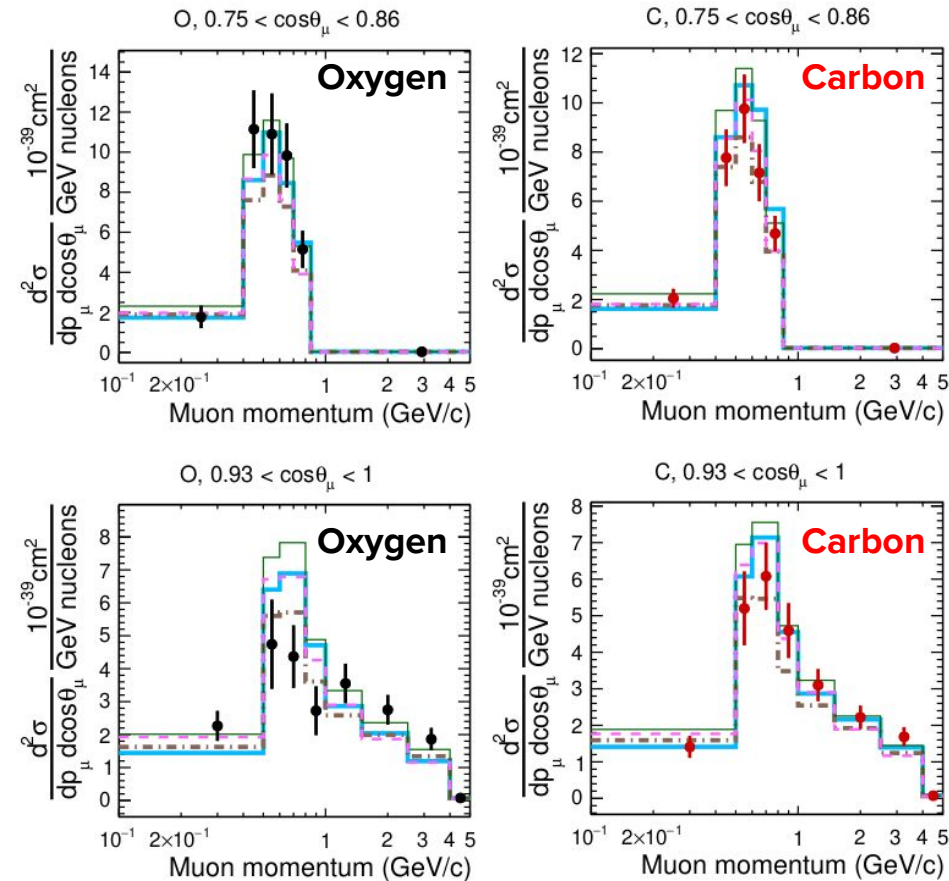 O, 0.75 < cosθμ < 0.86
Oxygen
d²σ
dpμ dcosθμ
10⁻³⁹cm²
GeV nucleons
14
12
10
8
6
4
2
0
10⁻¹ 2×10⁻¹ 1 2 3 4 5
Muon momentum (GeV/c)
C, 0.75 < cosθμ < 0.86
Carbon
d²σ
dpμ dcosθμ
10⁻³⁹cm²
GeV nucleons
12
10
8
6
4
2
0
10⁻¹ 2×10⁻¹ 1 2 3 4 5
Muon momentum (GeV/c)
O, 0.93 < cosθμ < 1
Oxygen
d²σ
dpμ dcosθμ
10⁻³⁹cm²
GeV nucleons
8
7
6
5
4
3
2
1
0
10⁻¹ 2×10⁻¹ 1 2 3 4 5
Muon momentum (GeV/c)
C, 0.93 < cosθμ < 1
Carbon
d²σ
dpμ dcosθμ
10⁻³⁹cm²
GeV nucleons
8
7
6
5
4
3
2
1
0
10⁻¹ 2×10⁻¹ 1 2 3 4 5
Muon momentum (GeV/c)